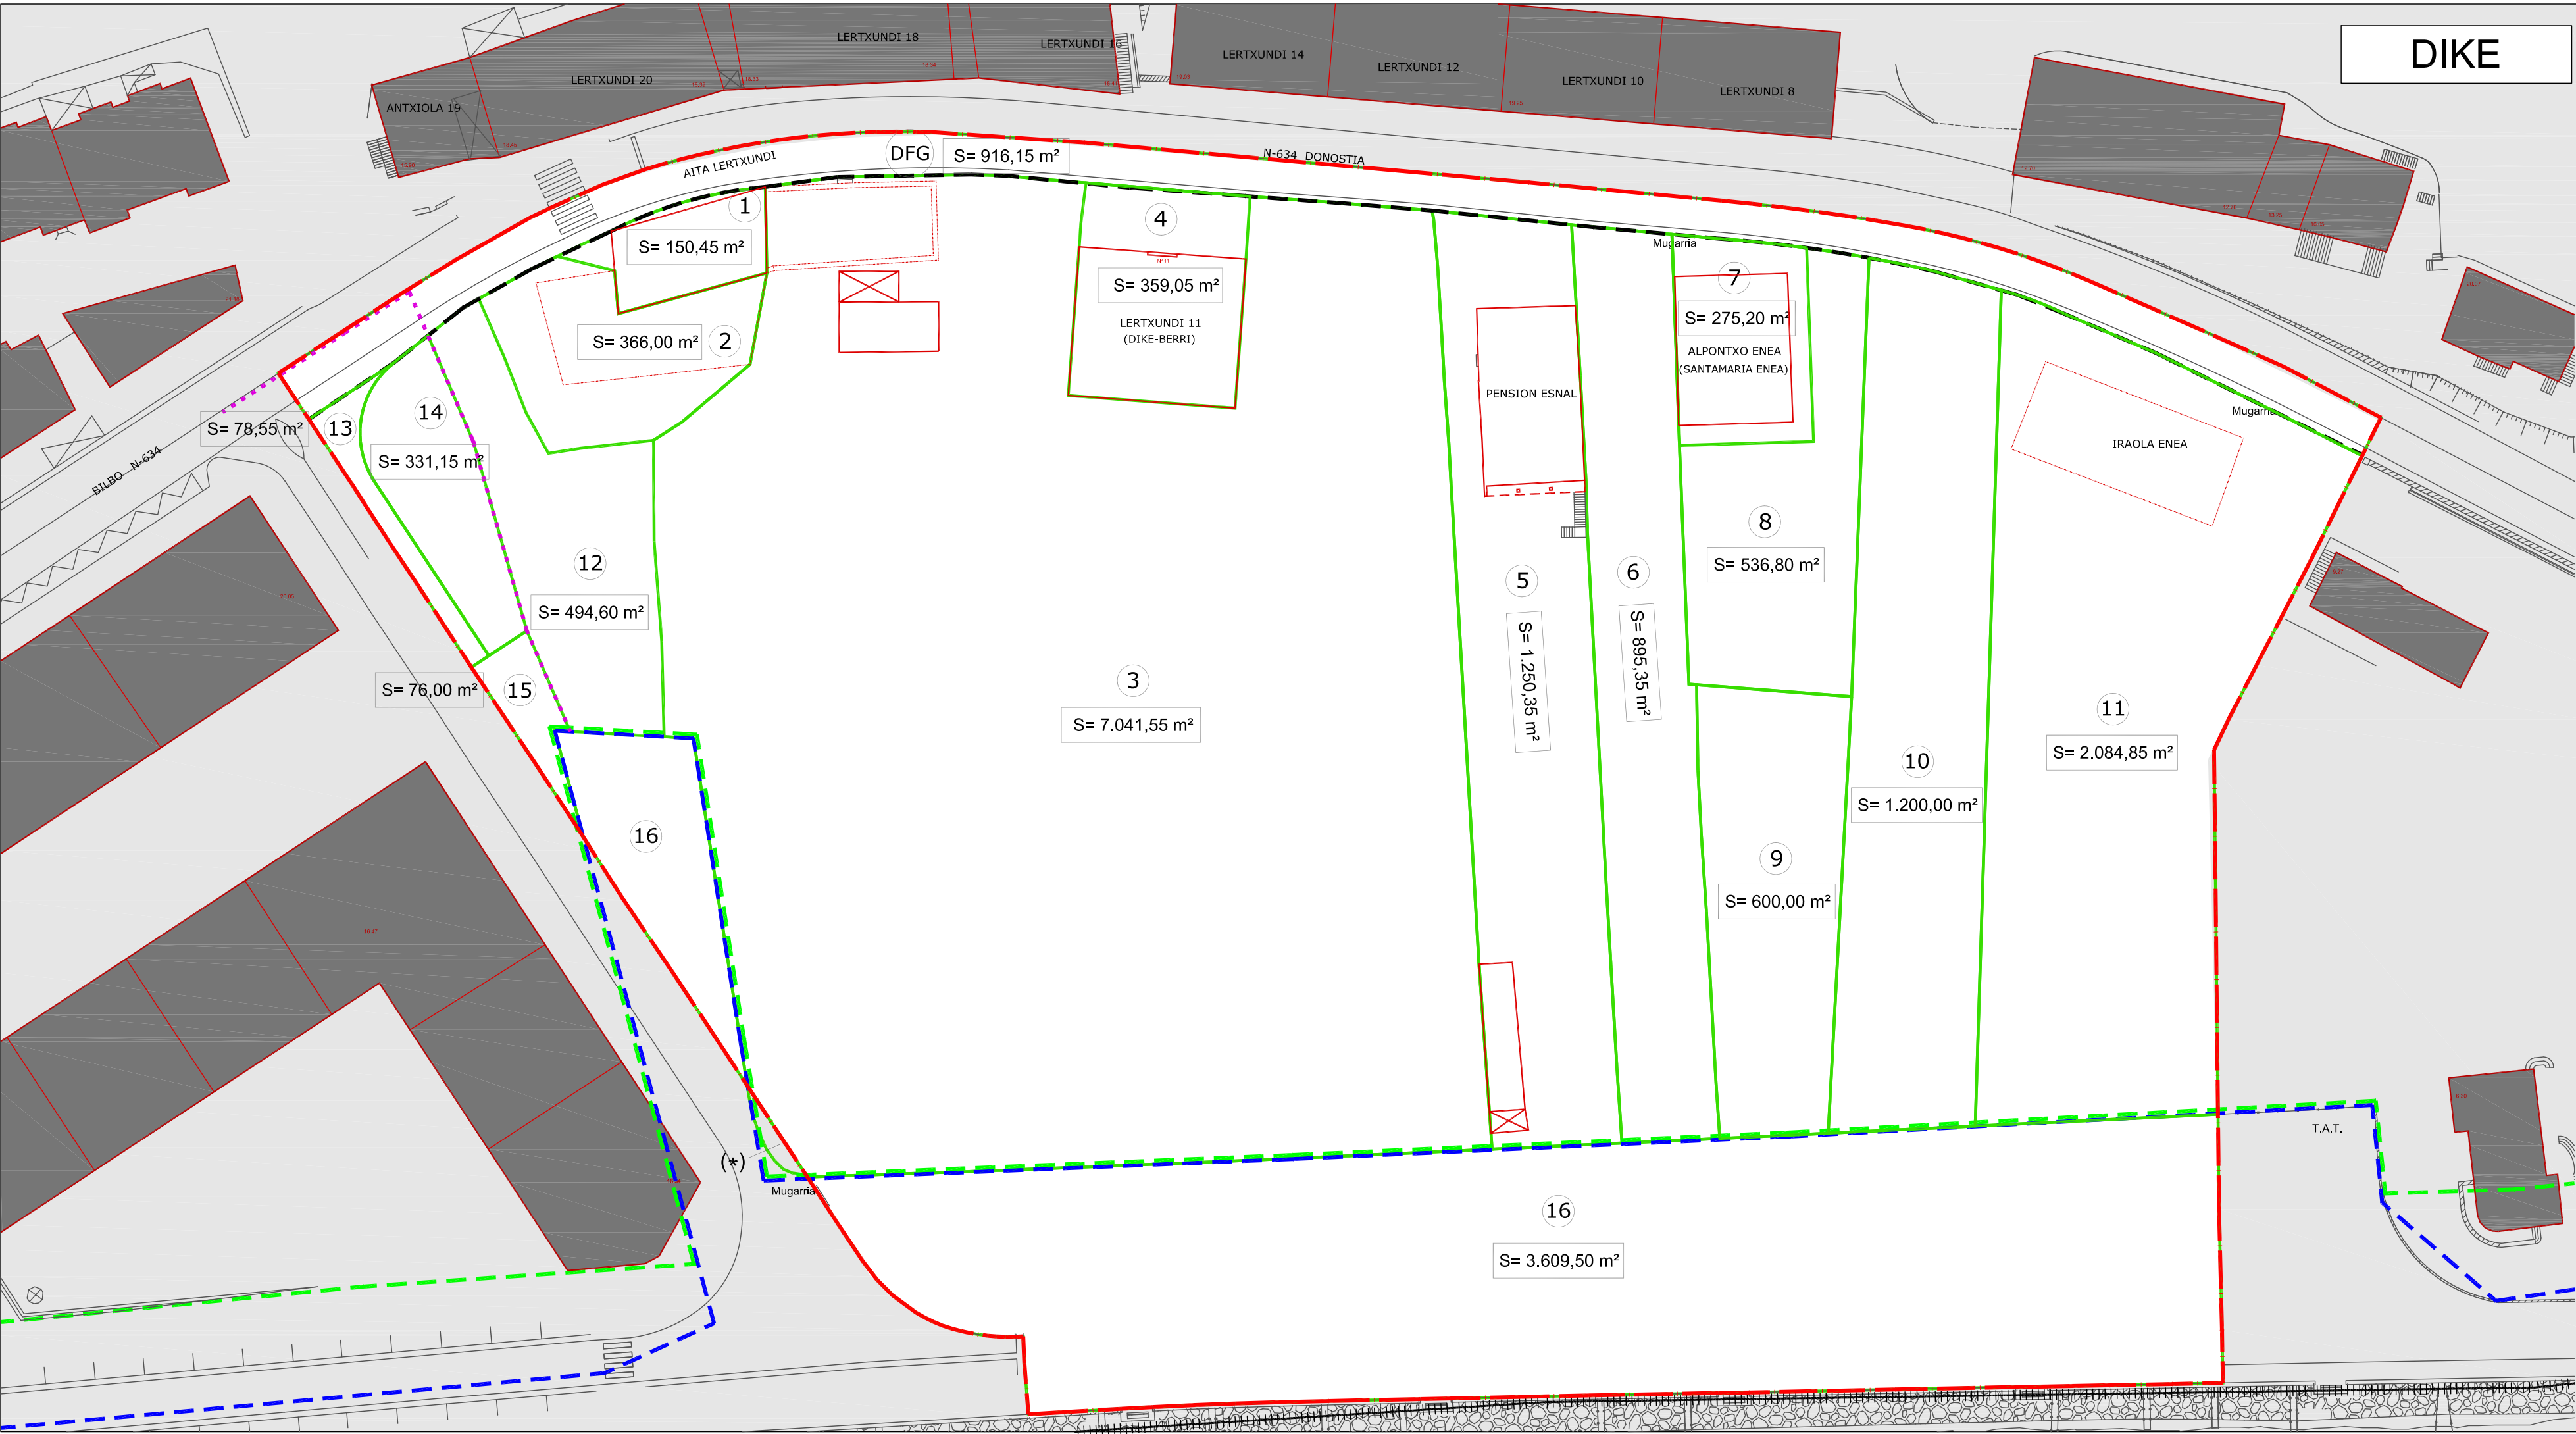 DIKE
LERTXUNDI 18
LERTXUNDI 16
LERTXUNDI 14
LERTXUNDI 12
LERTXUNDI 10
LERTXUNDI 8
LERTXUNDI 20
ANTXIOLA 19
AITA LERTXUNDI
DFG
S= 916,15 m²
N-634 DONOSTIA
1
S= 150,45 m²
2
S= 366,00 m²
4
S= 359,05 m²
LERTXUNDI 11
(DIKE-BERRI)
Mugarria
7
S= 275,20 m²
ALPONTXO ENEA
(SANTAMARIA ENEA)
PENSION ESNAL
Mugarria
IRAOLA ENEA
BILBO N-634
S= 78,55 m²
13
14
S= 331,15 m²
12
S= 494,60 m²
S= 76,00 m²
15
3
S= 7.041,55 m²
5
S= 1.250,35 m²
6
S= 895,35 m²
8
S= 536,80 m²
9
S= 600,00 m²
10
S= 1.200,00 m²
11
S= 2.084,85 m²
16
(*)
Mugarria
T.A.T.
16
S= 3.609,50 m²